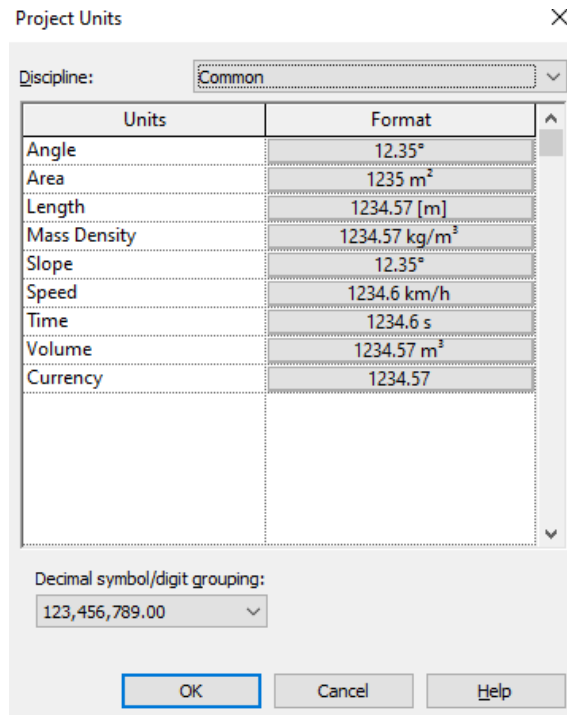 Project Units
Discipline: Common
Units Format
Angle 12.35°
Area 1235 m²
Length 1234.57 [m]
Mass Density 1234.57 kg/m³
Slope 12.35°
Speed 1234.6 km/h
Time 1234.6 s
Volume 1234.57 m³
Currency 1234.57
Decimal symbol/digit grouping:
123,456,789.00
OK Cancel Help